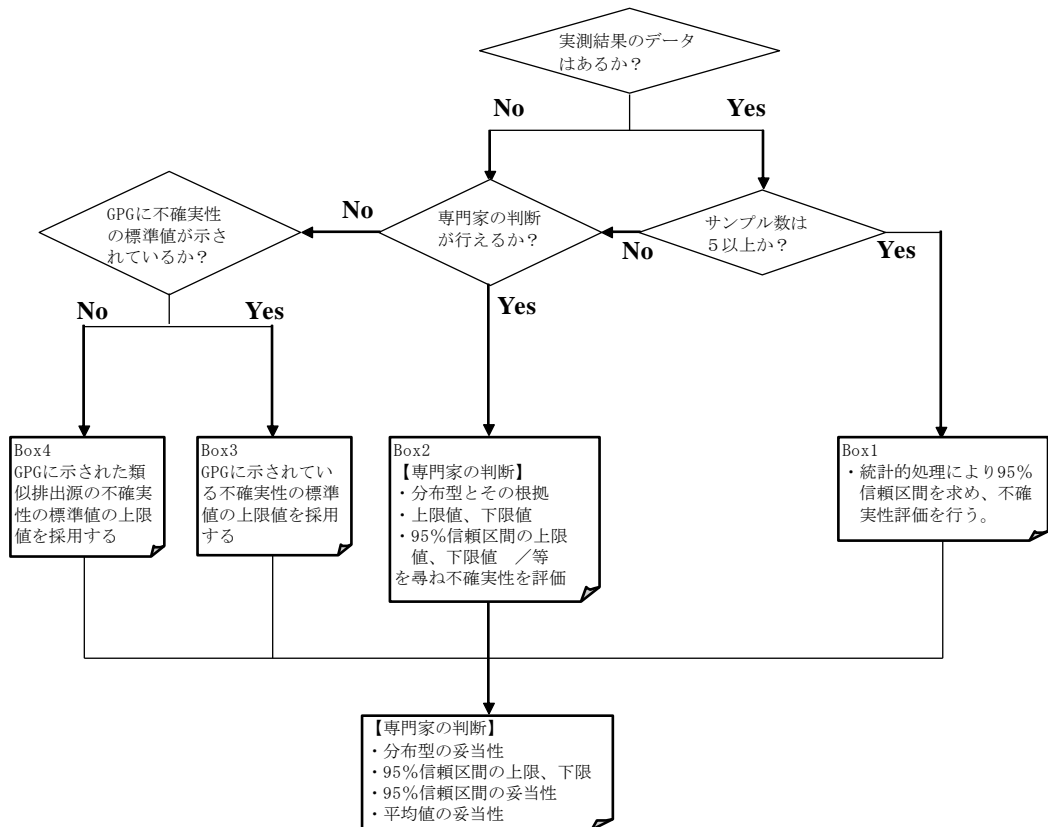 実測結果のデータ
はあるか？
No
Yes
GPGに不確実性
の標準値が示さ
れているか？
No
専門家の判断
が行えるか？
No
サンプル数は
５以上か？
Yes
No
Yes
Yes
Box4
GPGに示された類
似排出源の不確実
性の標準値の上限
値を採用する
Box3
GPGに示されてい
る不確実性の標準
値の上限値を採用
する
Box2
【専門家の判断】
・分布型とその根拠
・上限値、下限値
・95％信頼区間の上限
値、下限値　／等
を尋ね不確実性を評価
Box1
・統計的処理により95％
信頼区間を求め、不確
実性評価を行う。
【専門家の判断】
・分布型の妥当性
・95％信頼区間の上限、下限
・95％信頼区間の妥当性
・平均値の妥当性